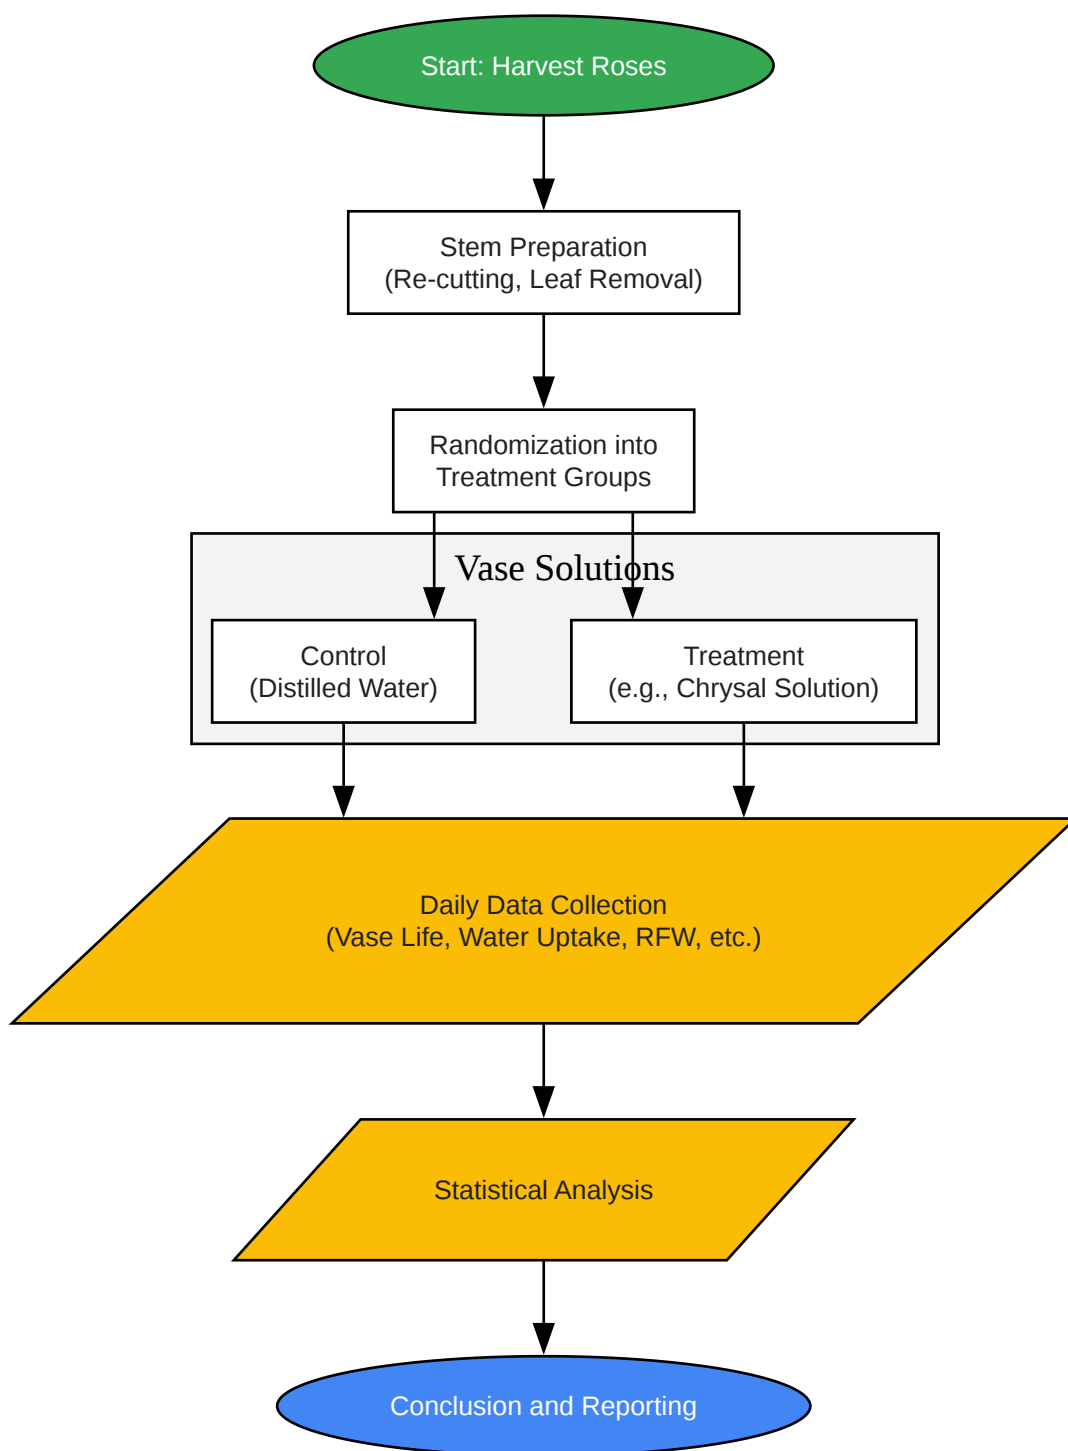 Start: Harvest Roses
Stem Preparation
(Re-cutting, Leaf Removal)
Randomization into
Treatment Groups
Vase Solutions
Control
(Distilled Water)
Treatment
(e.g., Chrysal Solution)
Daily Data Collection
(Vase Life, Water Uptake, RFW, etc.)
Statistical Analysis
Conclusion and Reporting